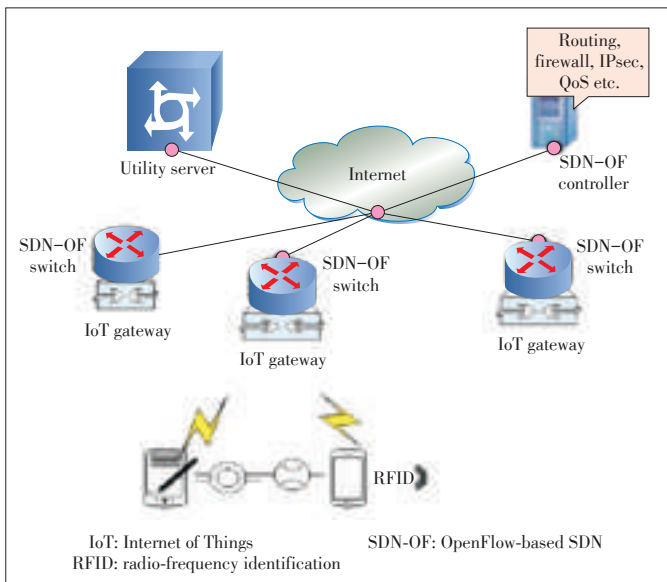 Routing,
firewall, IPsec,
QoS etc.
Utility server
Internet
SDN-OF
controller
SDN-OF
switch
SDN-OF
switch
SDN-OF
switch
IoT gateway
IoT gateway
IoT gateway
RFID
IoT: Internet of Things
SDN-OF: OpenFlow-based SDN
RFID: radio-frequency identification